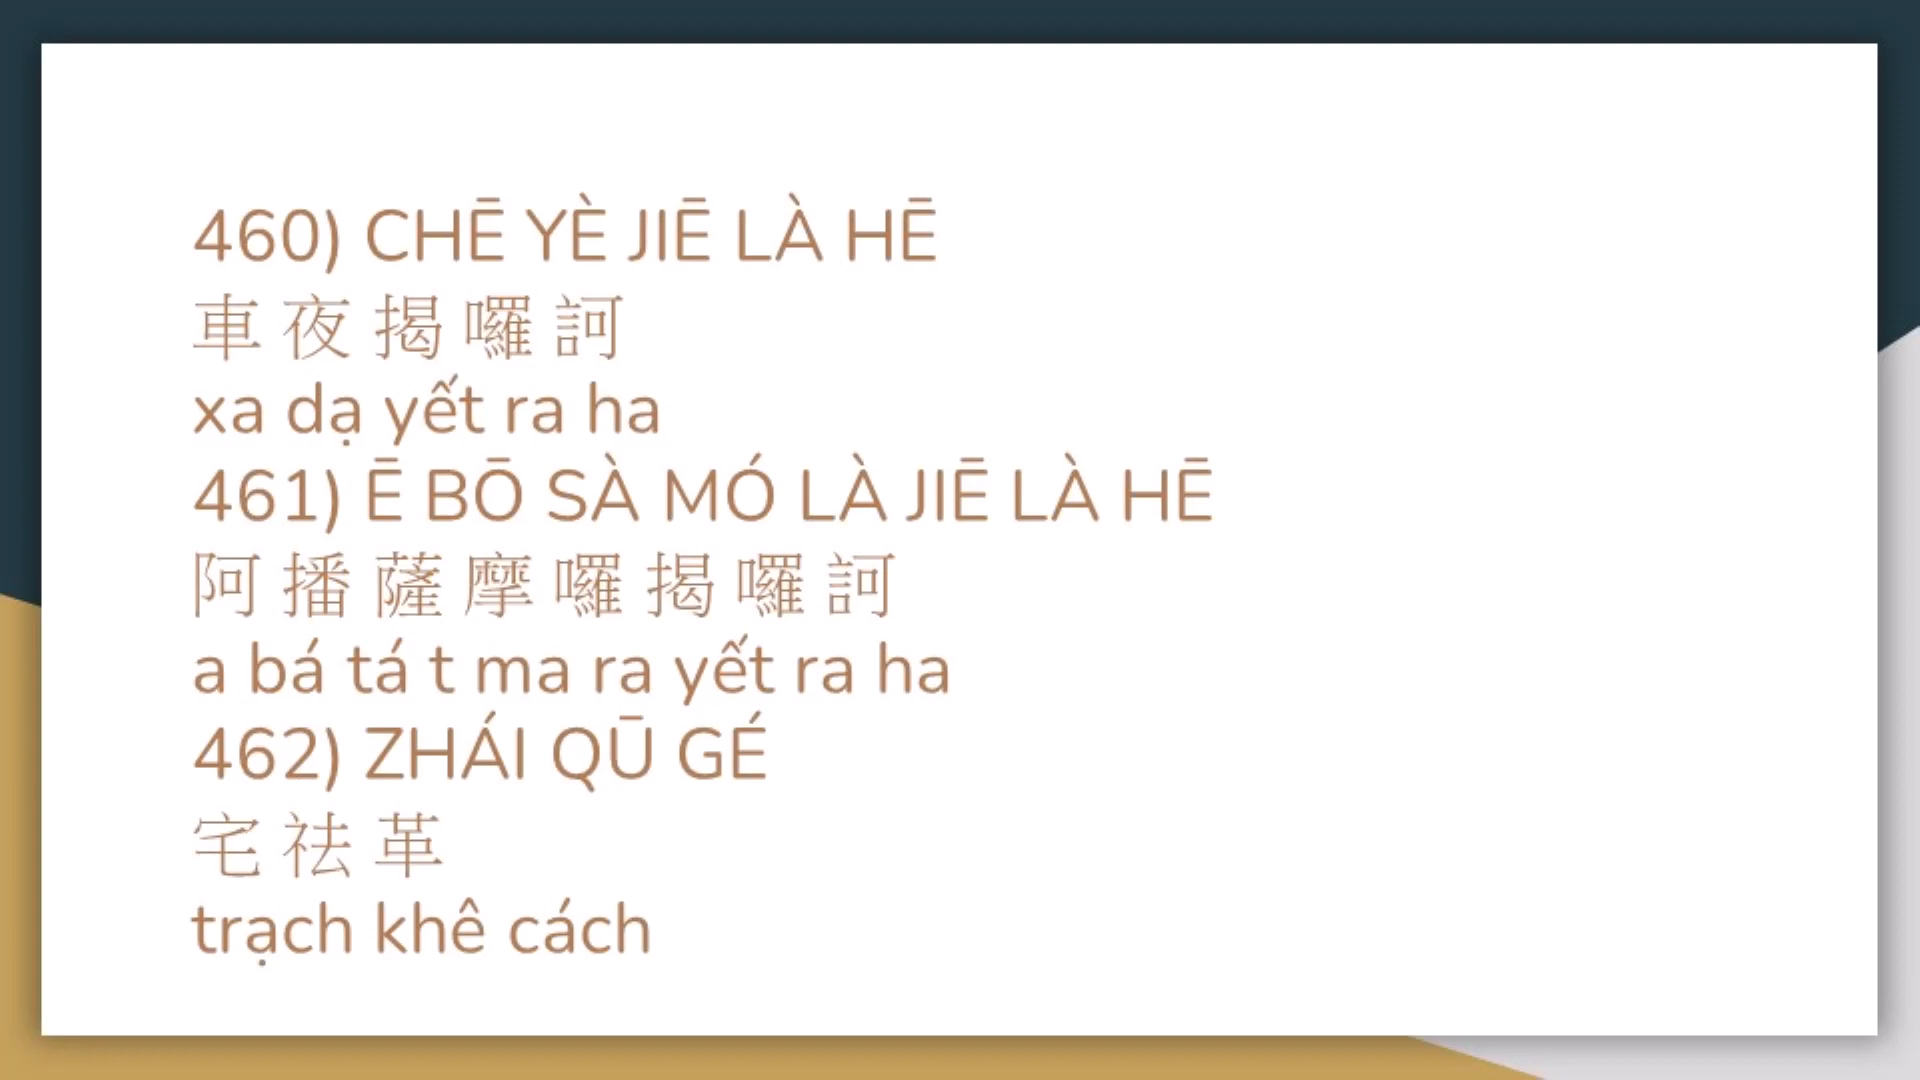 460) CHĒ YÈ JIĒ LÀ HĒ
車 夜 揭 囉 訶
xa dạ yết ra ha
461) Ē BŌ SÀ MÓ LÀ JIĒ LÀ HĒ
阿 播 薩 摩 囉 揭 囉 訶
a bá tá t ma ra yết ra ha
462) ZHÁI QŪ GÉ
宅 祛 革
trạch khê cách